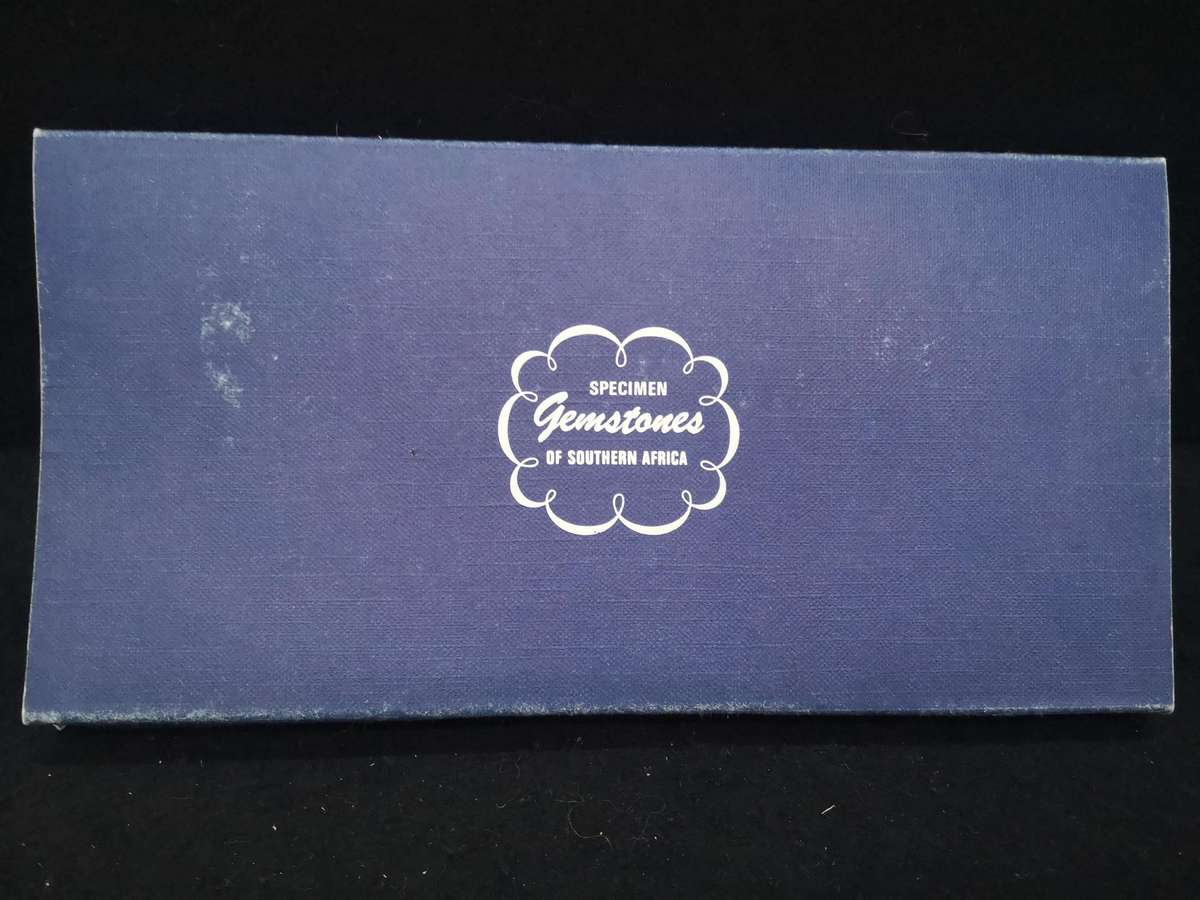 SPECIMEN
Gemstones
OF SOUTHERN AFRICA